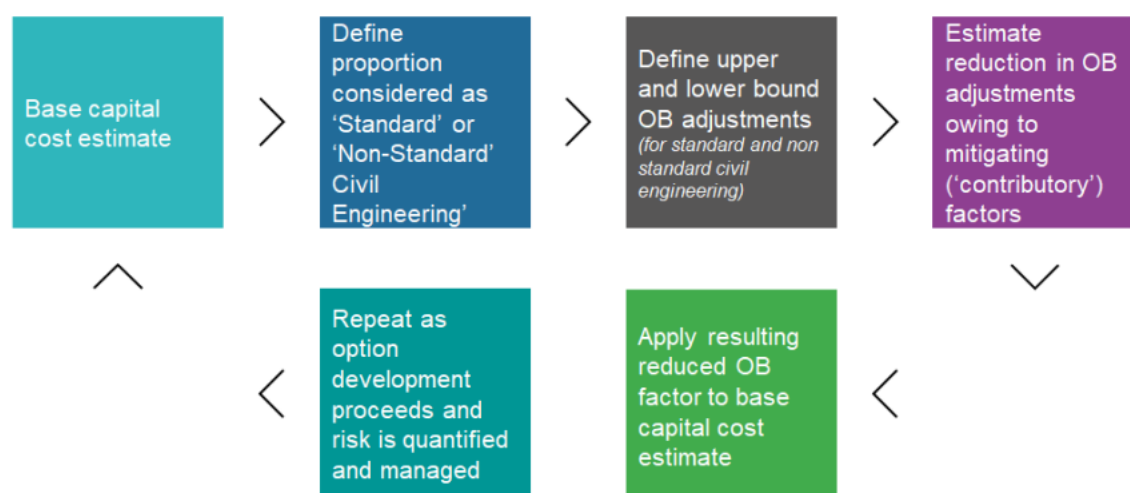 Base capital
cost estimate
Define
proportion
considered as
‘Standard’ or
‘Non-Standard’
Civil
Engineering’
Define upper
and lower bound
OB adjustments
(for standard and non
standard civil
engineering)
Estimate
reduction in OB
adjustments
owing to
mitigating
(‘contributory’)
factors
Apply resulting
reduced OB
factor to base
capital cost
estimate
Repeat as
option
development
proceeds and
risk is quantified
and managed